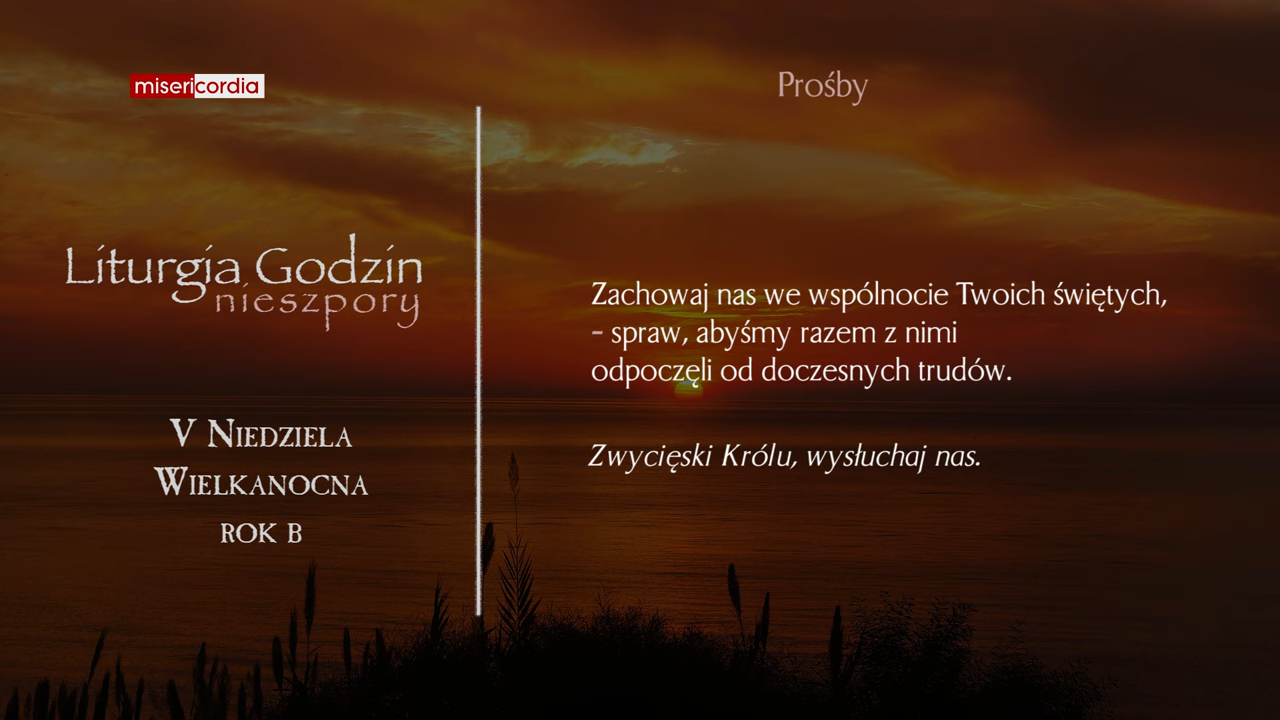 misericordia
Liturgia Godzin
nieszpory
V Niedziela
Wielkanocna
rok B
Prośby
Zachowaj nas we wspólnocie Twoich świętych,
- spraw, abyśmy razem z nimi
odpoczęli od doczesnych trudów.
Zwycięski Królu, wysłuchaj nas.